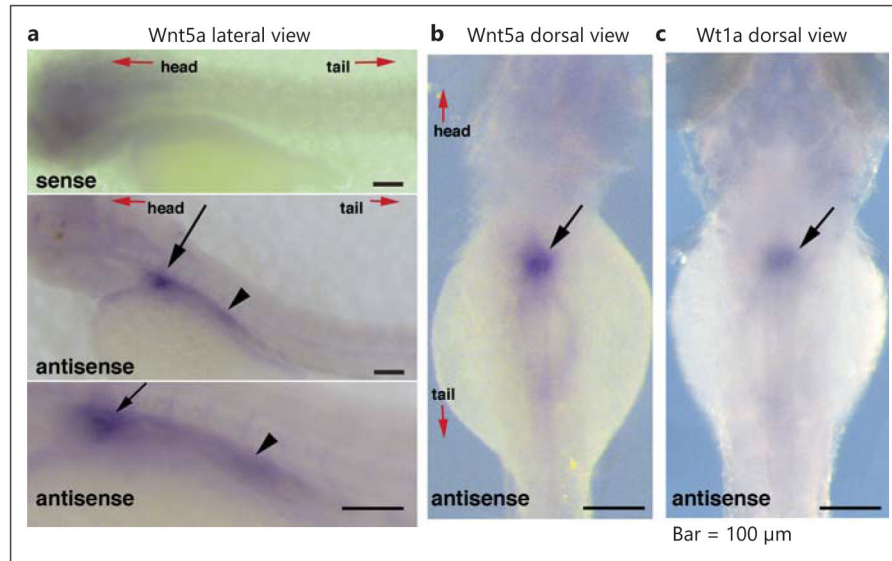 a Wnt5a lateral view
head tail
sense
head tail
antisense
antisense
b Wnt5a dorsal view
head
tail
antisense
c Wt1a dorsal view
antisense
Bar = 100 µm